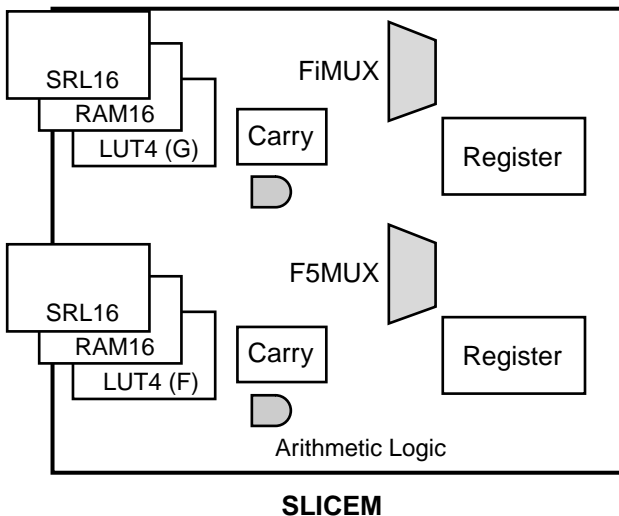 SRL16
RAM16
LUT4 (G)
Carry
FiMUX
Register
SRL16
RAM16
LUT4 (F)
Carry
F5MUX
Register
Arithmetic Logic
SLICEM